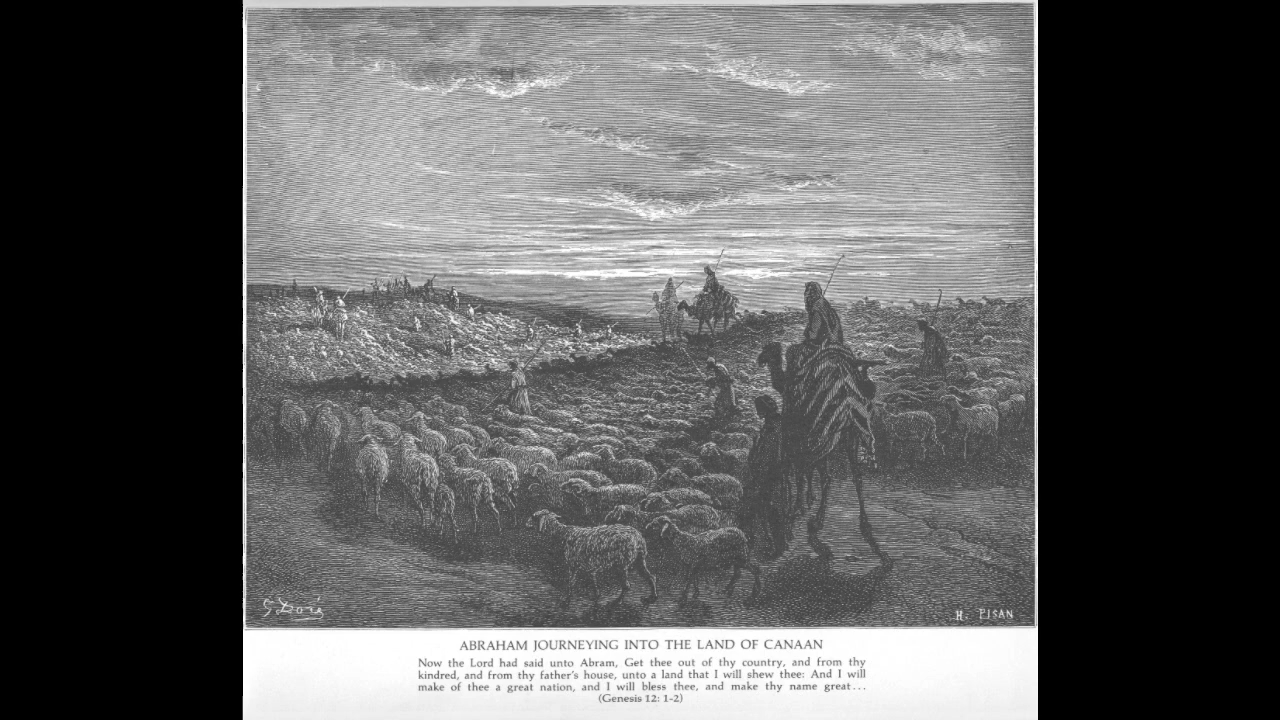 G Doré
H. PISAN
ABRAHAM JOURNEYING INTO THE LAND OF CANAAN
Now the Lord had said unto Abram, Get thee out of thy country, and from thy
kindred, and from thy father's house, unto a land that I will shew thee: And I will
make of thee a great nation, and I will bless thee, and make thy name great...
(Genesis 12: 1-2)